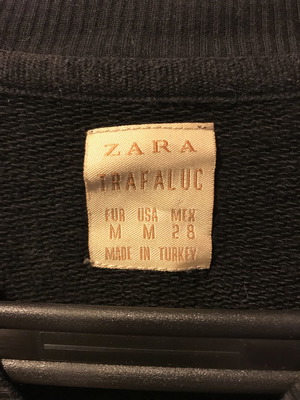 ZARA
TRAFALUC
EUR USA MEX
M M 28
MADE IN TURKEY